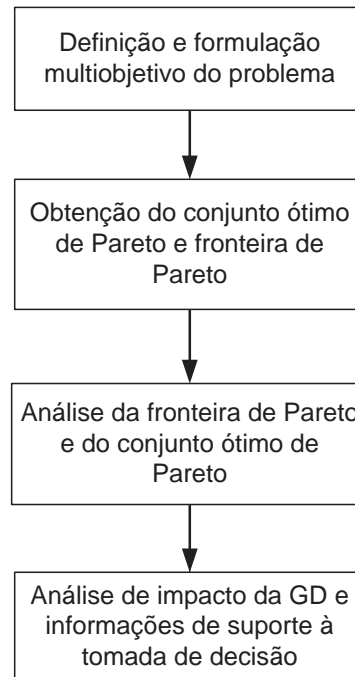 Definição e formulação
multiobjetivo do problema
Obtenção do conjunto ótimo
de Pareto e fronteira de
Pareto
Análise da fronteira de Pareto
e do conjunto ótimo de
Pareto
Análise de impacto da GD e
informações de suporte à
tomada de decisão